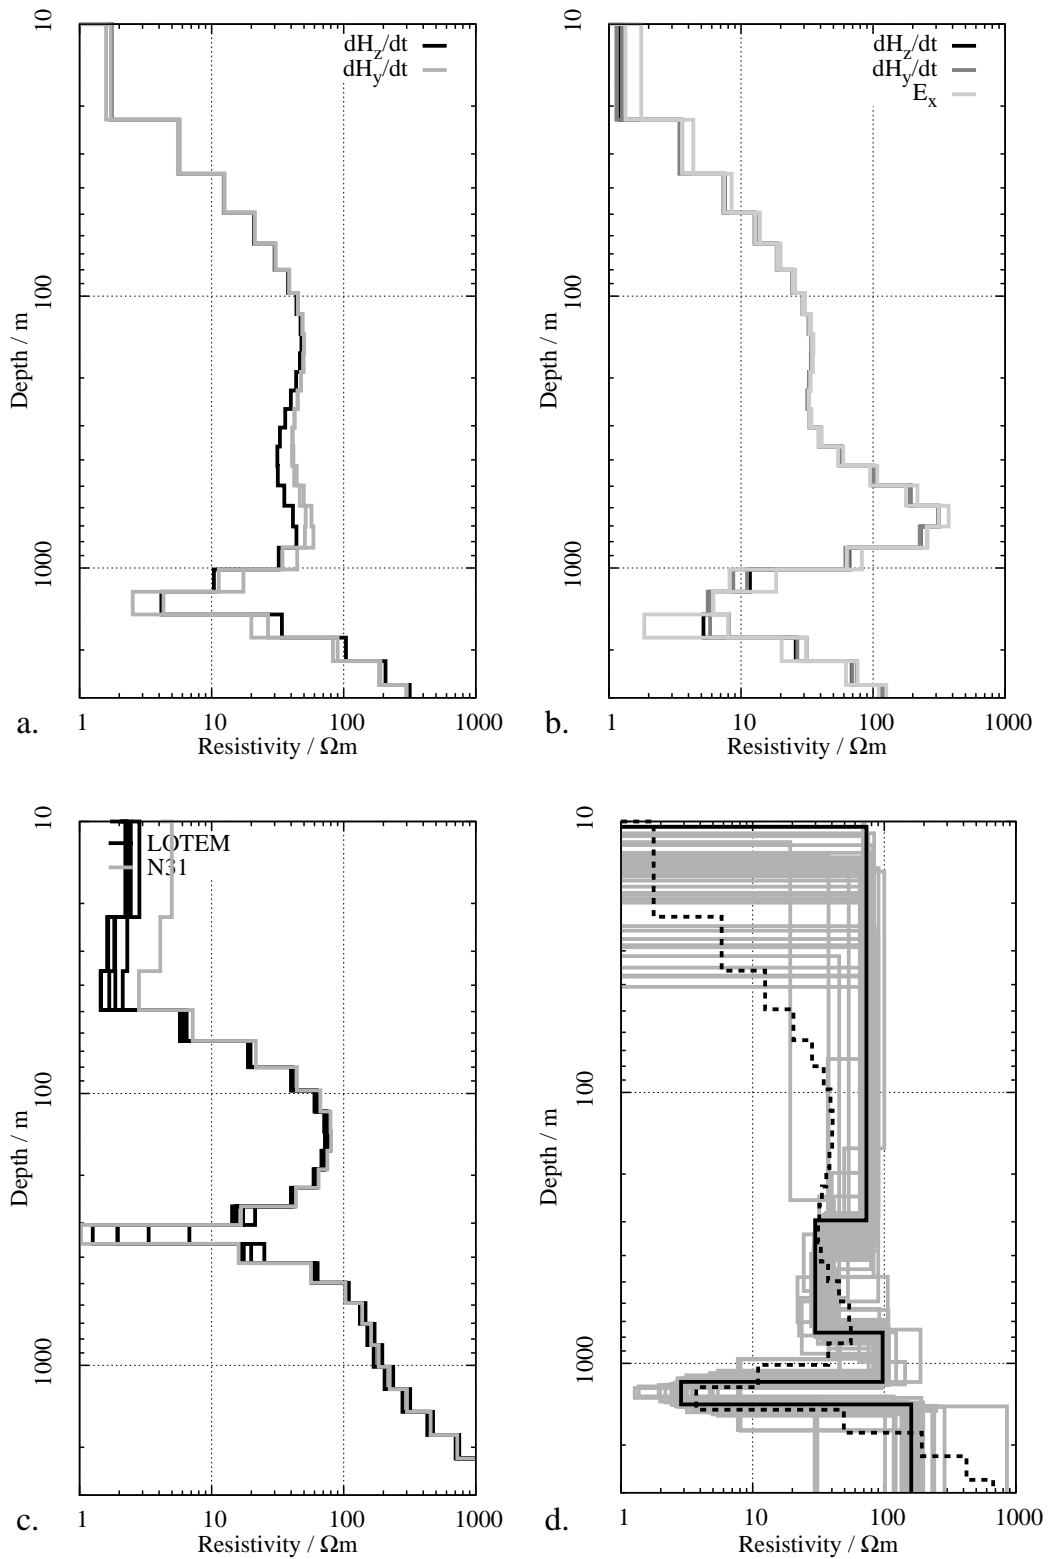 10
100
1000
Depth / m
dHz/dt
dHy/dt
1 10 100 1000
Resistivity / Ωm
a.
10
100
1000
Depth / m
dHz/dt
dHy/dt
Ex
1 10 100 1000
Resistivity / Ωm
b.
10
100
1000
Depth / m
LOTEM
N31
1 10 100 1000
Resistivity / Ωm
c.
10
100
1000
Depth / m
1 10 100 1000
Resistivity / Ωm
d.